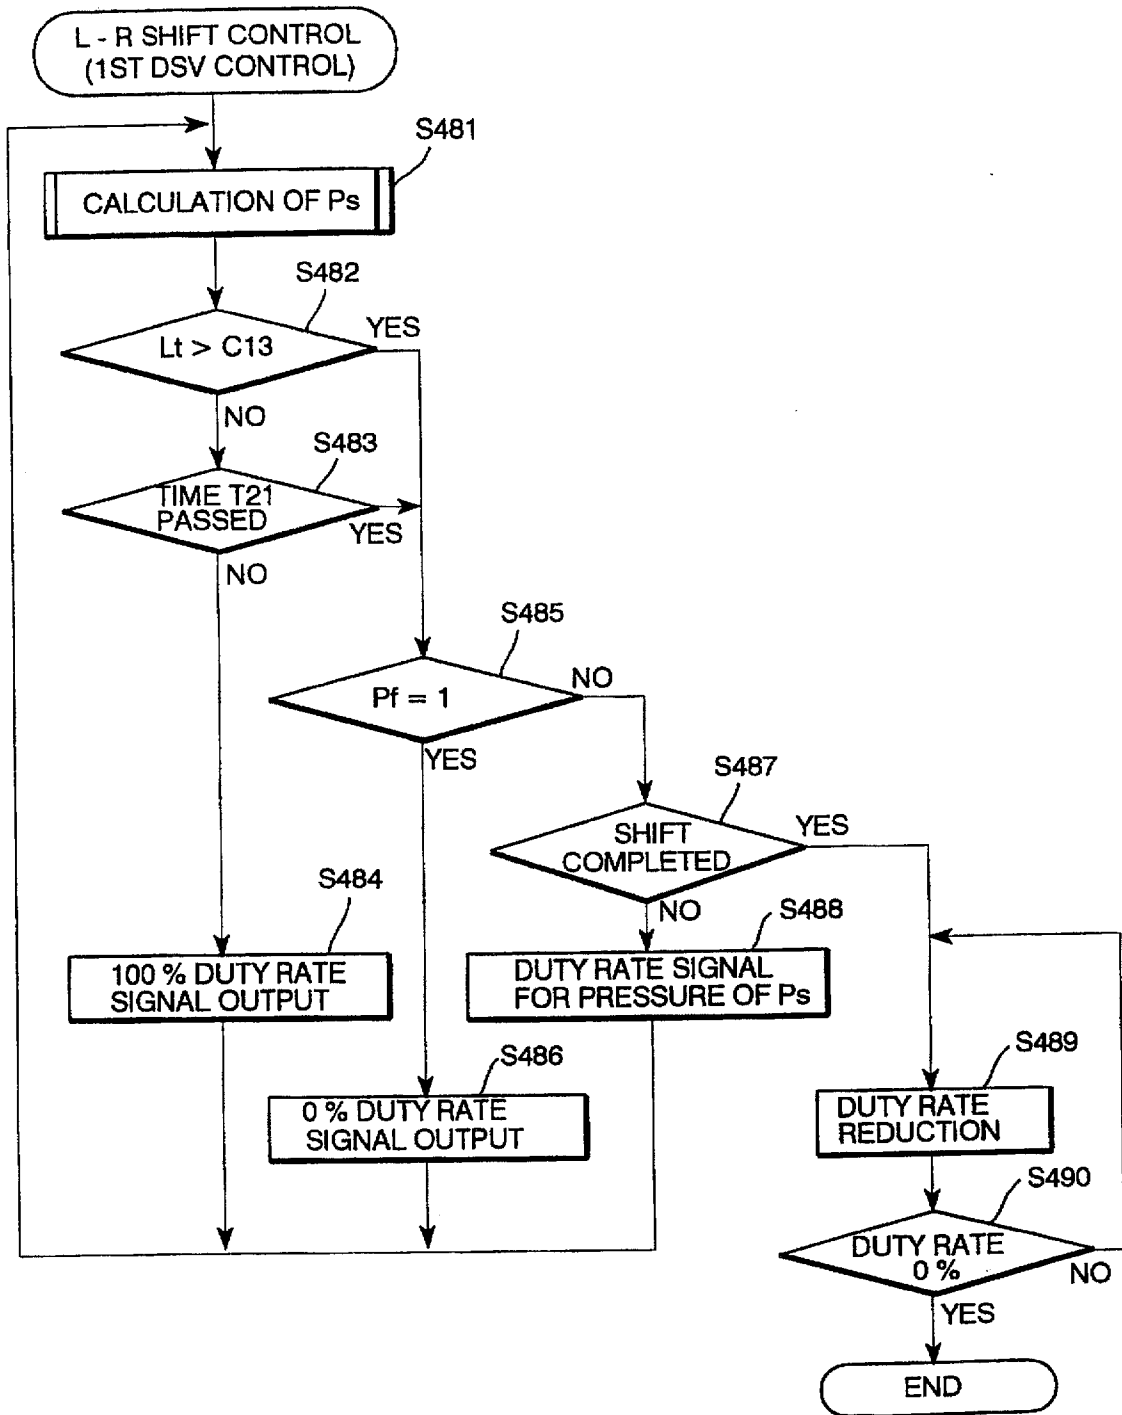 L - R SHIFT CONTROL
(1ST DSV CONTROL)
S481
CALCULATION OF Ps
S482
Lt > C13
YES
NO
S483
TIME T21
PASSED
YES
NO
S485
Pf = 1
NO
YES
S487
SHIFT
COMPLETED
YES
NO
S484
100 % DUTY RATE
SIGNAL OUTPUT
S488
DUTY RATE SIGNAL
FOR PRESSURE OF Ps
S486
0 % DUTY RATE
SIGNAL OUTPUT
S489
DUTY RATE
REDUCTION
S490
DUTY RATE
0 %
NO
YES
END